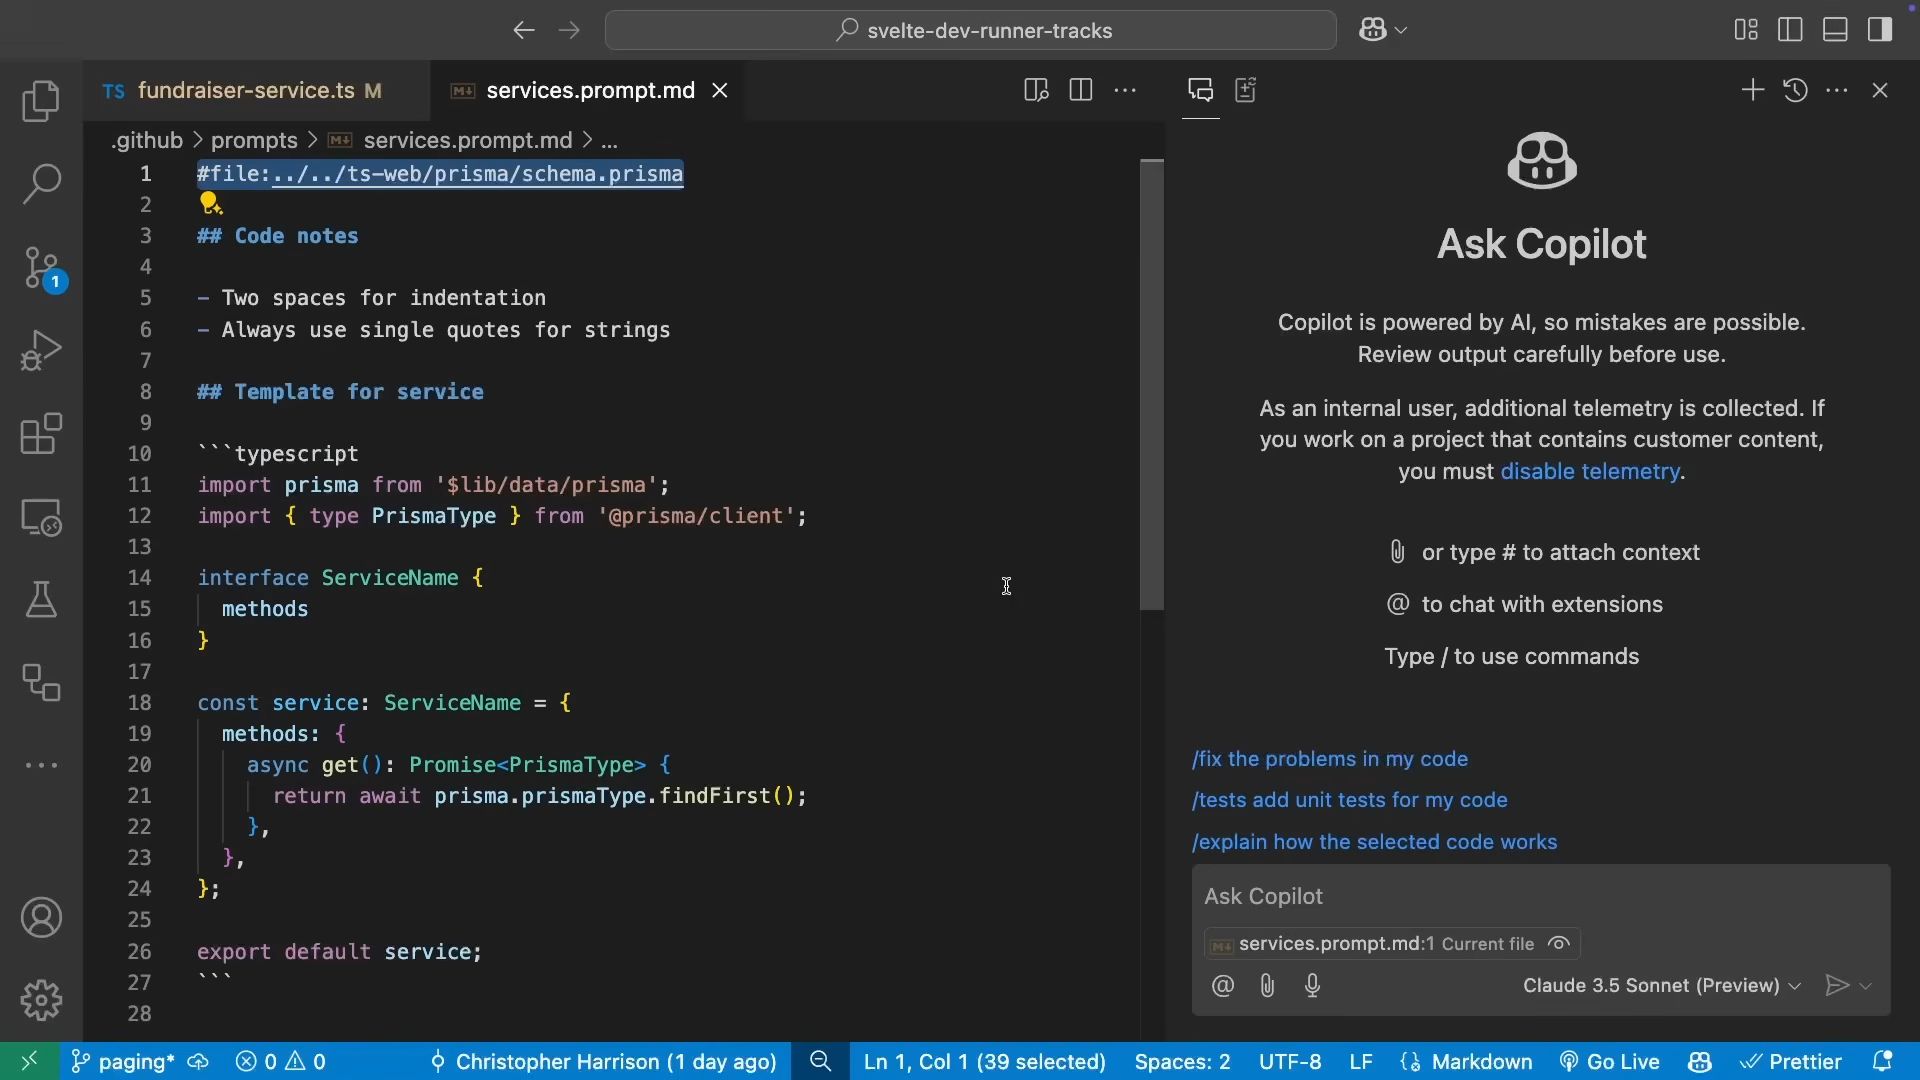 svelte-dev-runner-tracks
TS fundraiser-service.ts M
services.prompt.md
.github > prompts > services.prompt.md > ...
1 #file:../../ts-web/prisma/schema.prisma
2
3 ## Code notes
4
5 - Two spaces for indentation
6 - Always use single quotes for strings
7
8 ## Template for service
9
10 ```typescript
11 import prisma from '$lib/data/prisma';
12 import { type PrismaType } from '@prisma/client';
13
14 interface ServiceName {
15 methods
16 }
17
18 const service: ServiceName = {
19 methods: {
20 async get(): Promise<PrismaType> {
21 return await prisma.prismaType.findFirst();
22 },
23 },
24 };
25
26 export default service;
27 ```
28
1
Ask Copilot
Copilot is powered by AI, so mistakes are possible.
Review output carefully before use.
As an internal user, additional telemetry is collected. If
you work on a project that contains customer content,
you must disable telemetry.
or type # to attach context
@ to chat with extensions
Type / to use commands
/fix the problems in my code
/tests add unit tests for my code
/explain how the selected code works
Ask Copilot
services.prompt.md:1 Current file
@ Claude 3.5 Sonnet (Preview)
paging* 0 0 Christopher Harrison (1 day ago) Ln 1, Col 1 (39 selected) Spaces: 2 UTF-8 LF {} Markdown Go Live Prettier